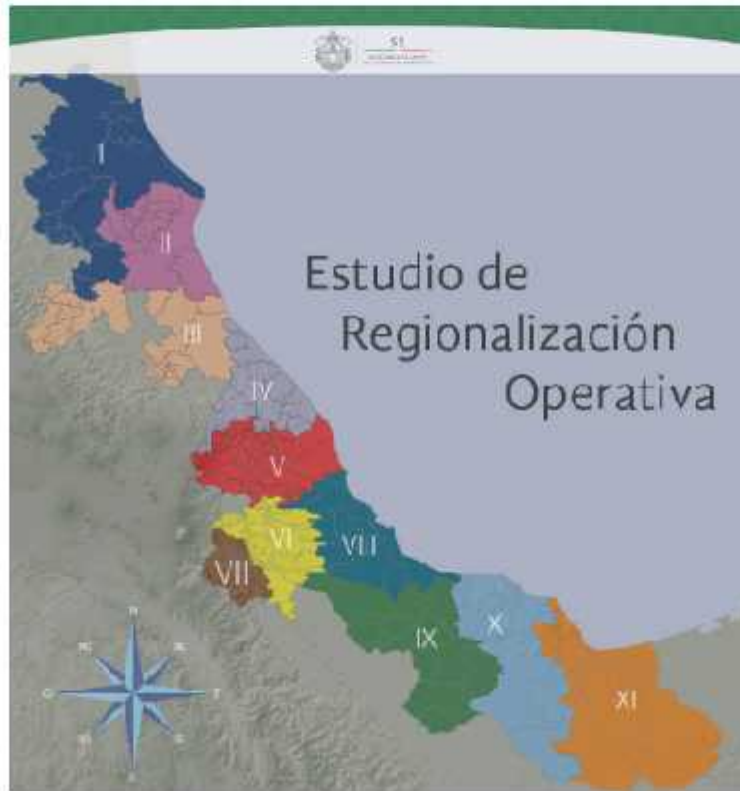 I
II
III
IV
V
VI
VII
VIII
IX
X
XI
Estudio de
Regionalización
Operativa
N
E
S
O